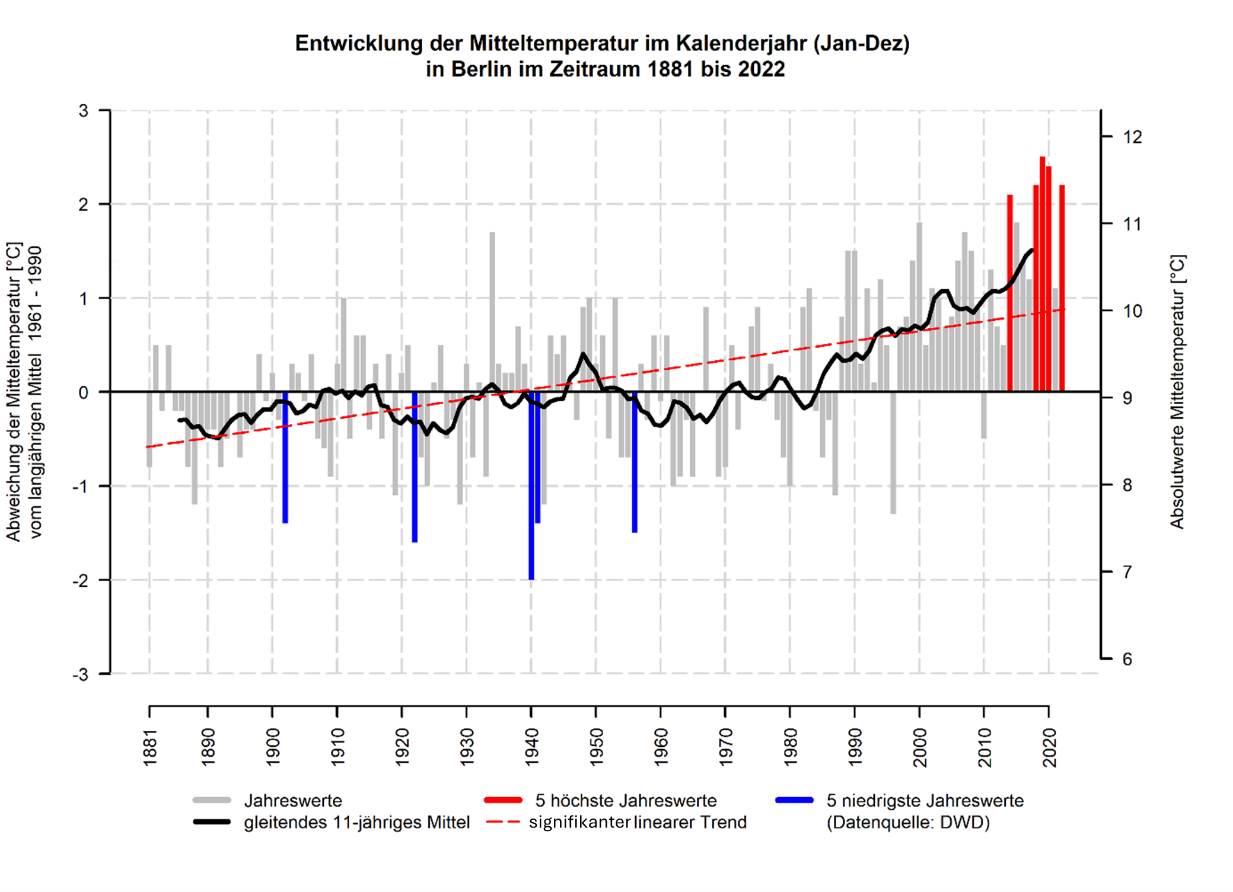 Entwicklung der Mitteltemperatur im Kalenderjahr (Jan-Dez)
in Berlin im Zeitraum 1881 bis 2022
Abweichung der Mitteltemperatur [°C]
vom langjährigen Mittel 1961 - 1990
3
2
1
0
-1
-2
-3
12
11
10
9
8
7
6
Absolutwerte Mitteltemperatur [°C]
1881
1890
1900
1910
1920
1930
1940
1950
1960
1970
1980
1990
2000
2010
2020
Jahreswerte
5 höchste Jahreswerte
5 niedrigste Jahreswerte
gleitendes 11-jähriges Mittel
signifikanter linearer Trend
(Datenquelle: DWD)